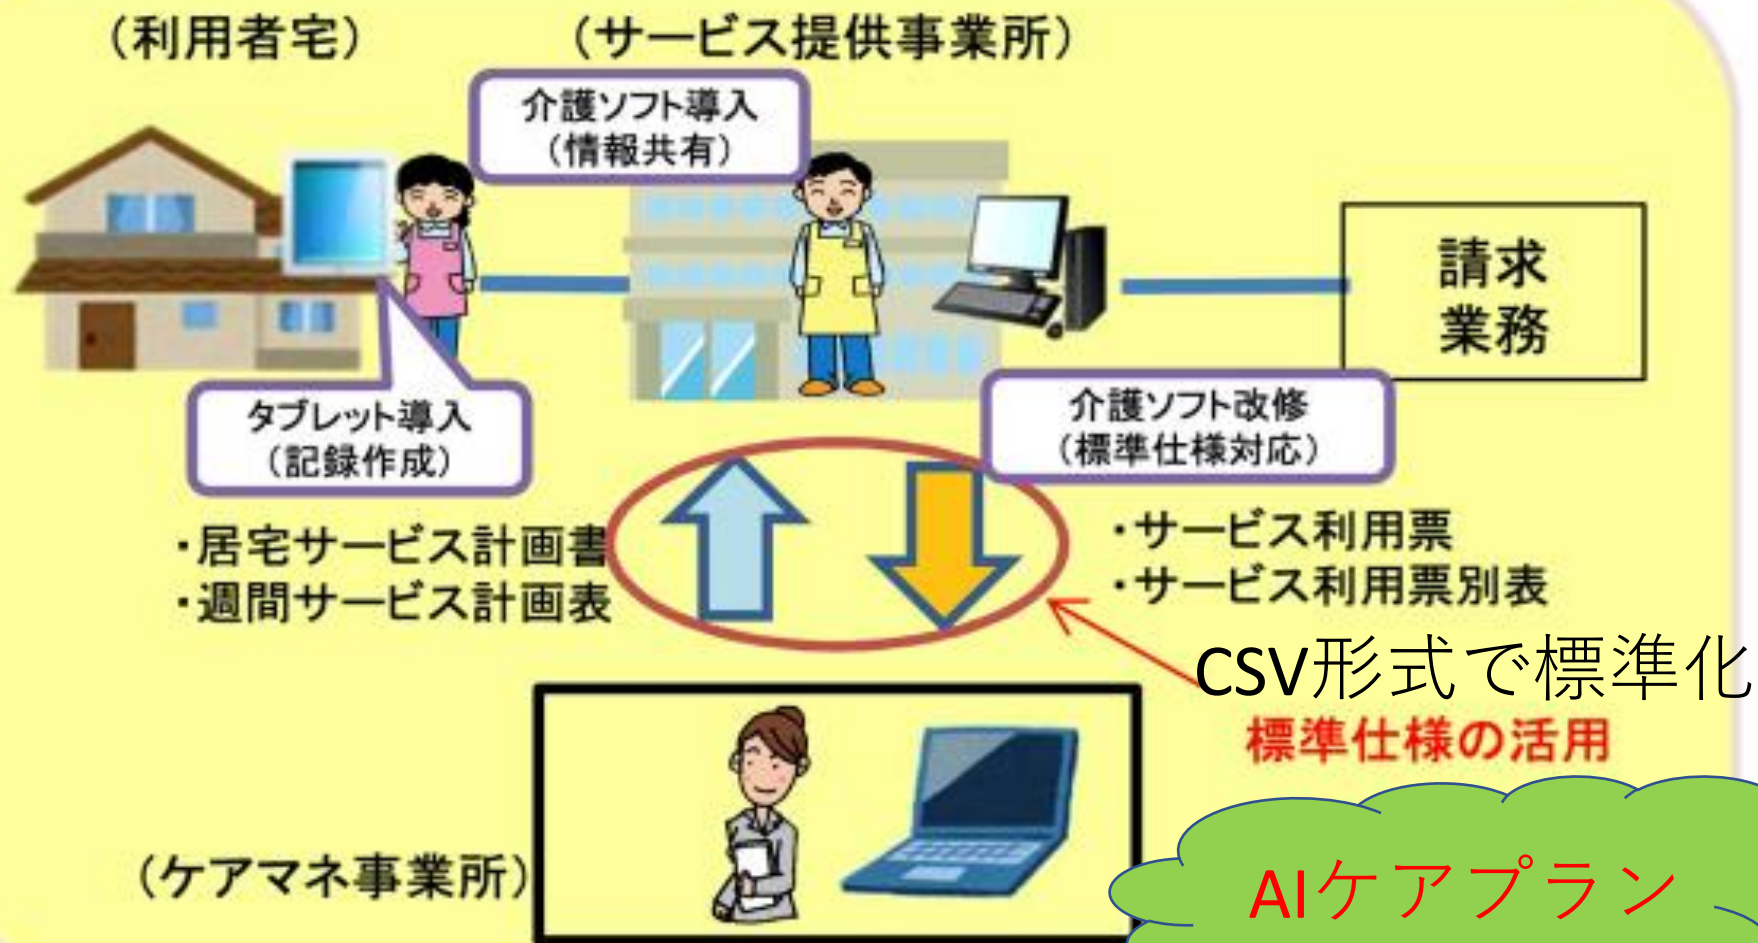 （利用者宅）
（サービス提供事業所）
介護ソフト導入
（情報共有）
請求
業務
タブレット導入
（記録作成）
介護ソフト改修
（標準仕様対応）
・居宅サービス計画書
・週間サービス計画表
・サービス利用票
・サービス利用票別表
CSV形式で標準化
標準仕様の活用
（ケアマネ事業所）
AIケアプラン